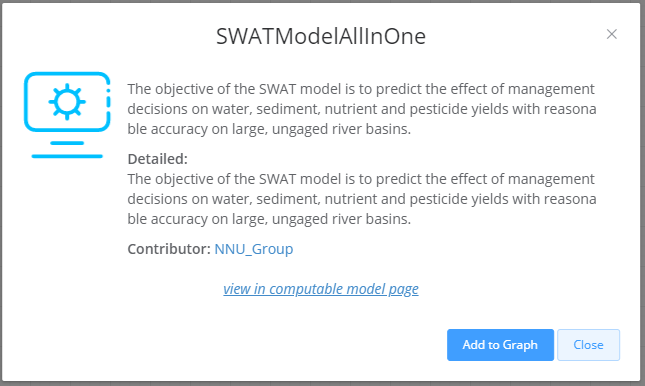 SWATModelAllInOne
The objective of the SWAT model is to predict the effect of management
decisions on water, sediment, nutrient and pesticide yields with reasona
ble accuracy on large, ungaged river basins.
Detailed:
The objective of the SWAT model is to predict the effect of management
decisions on water, sediment, nutrient and pesticide yields with reasona
ble accuracy on large, ungaged river basins.
Contributor: NNU_Group
view in computable model page
Add to Graph
Close